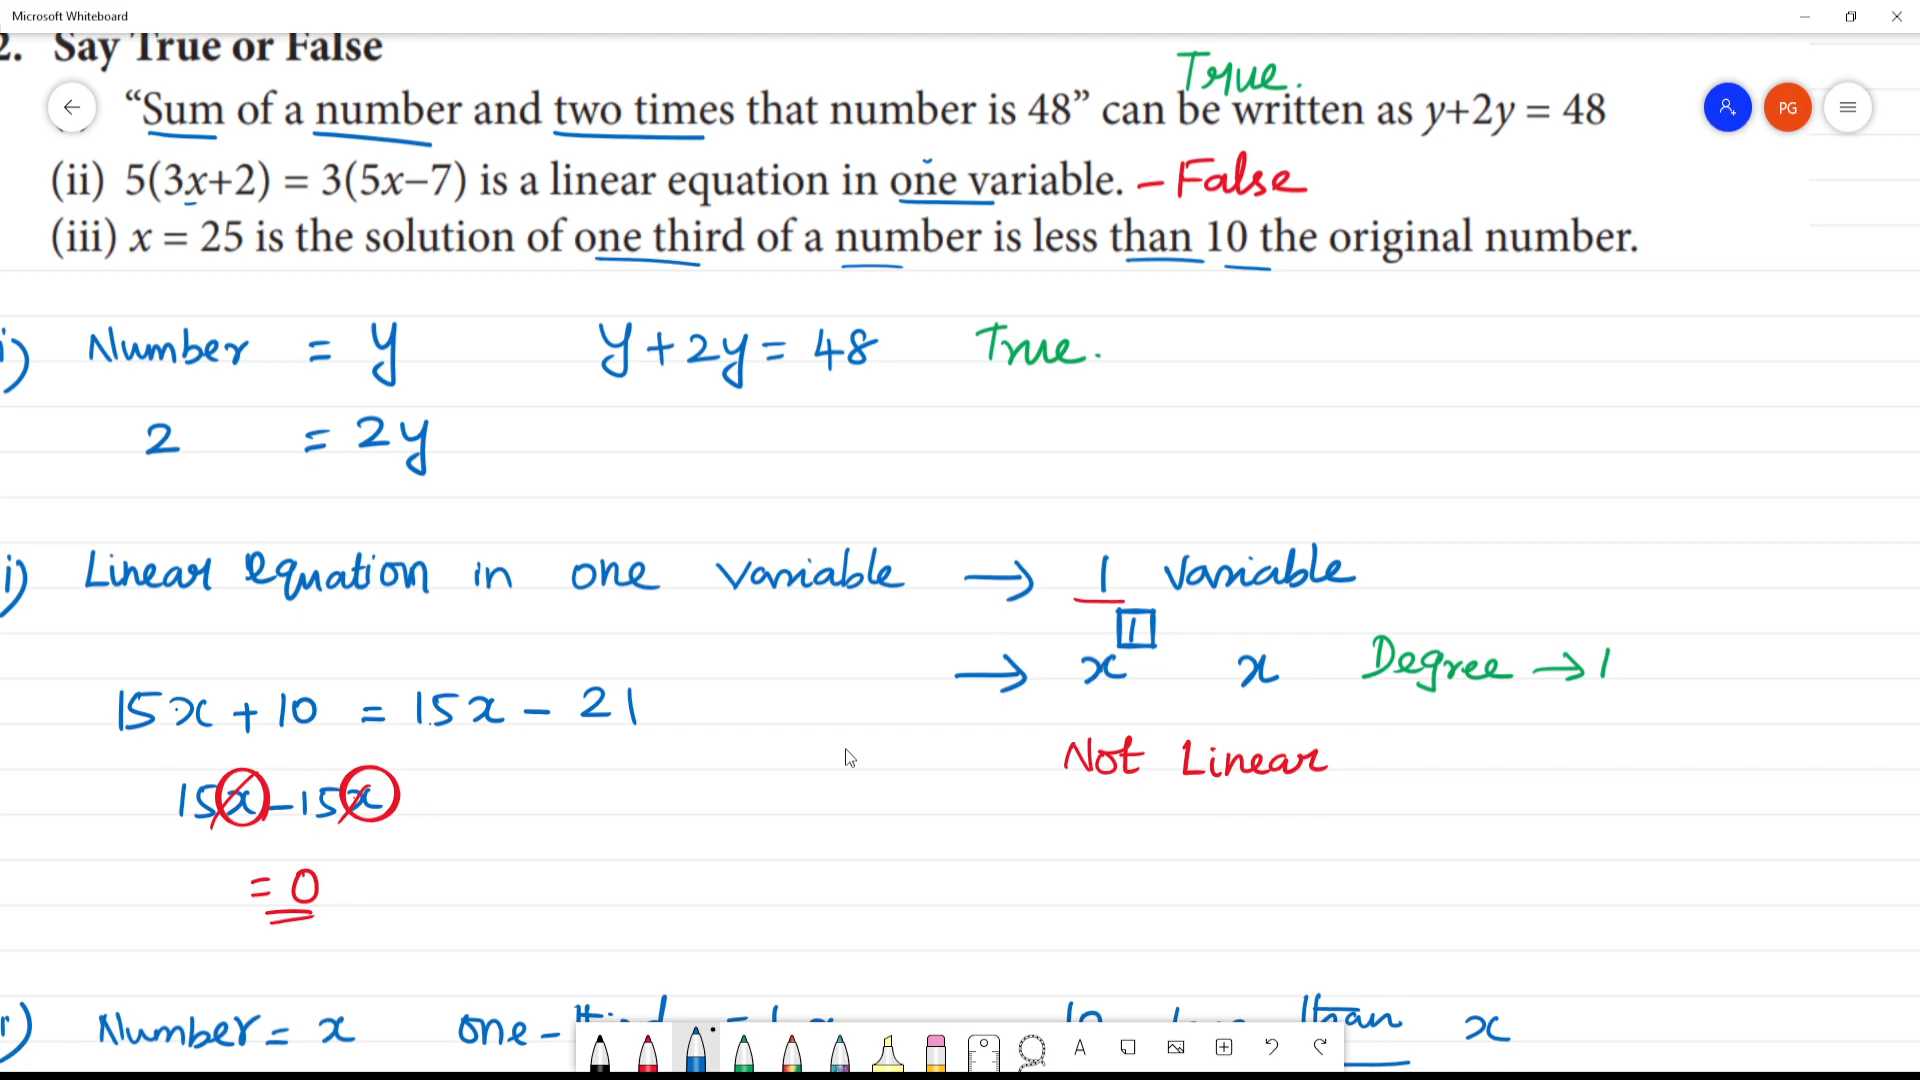 Microsoft Whiteboard
2. Say True or False
True.
“Sum of a number and two times that number is 48” can be written as y+2y = 48
PG
(ii) 5(3x+2) = 3(5x–7) is a linear equation in one variable. – False
(iii) x = 25 is the solution of one third of a number is less than 10 the original number.
i) Number = y y + 2y = 48 True.
2 = 2y
i) Linear equation in one variable → 1 variable
→ x¹ x Degree → 1
15x + 10 = 15x - 21
Not Linear
15x - 15x
= 0
Number = x one - than x
A